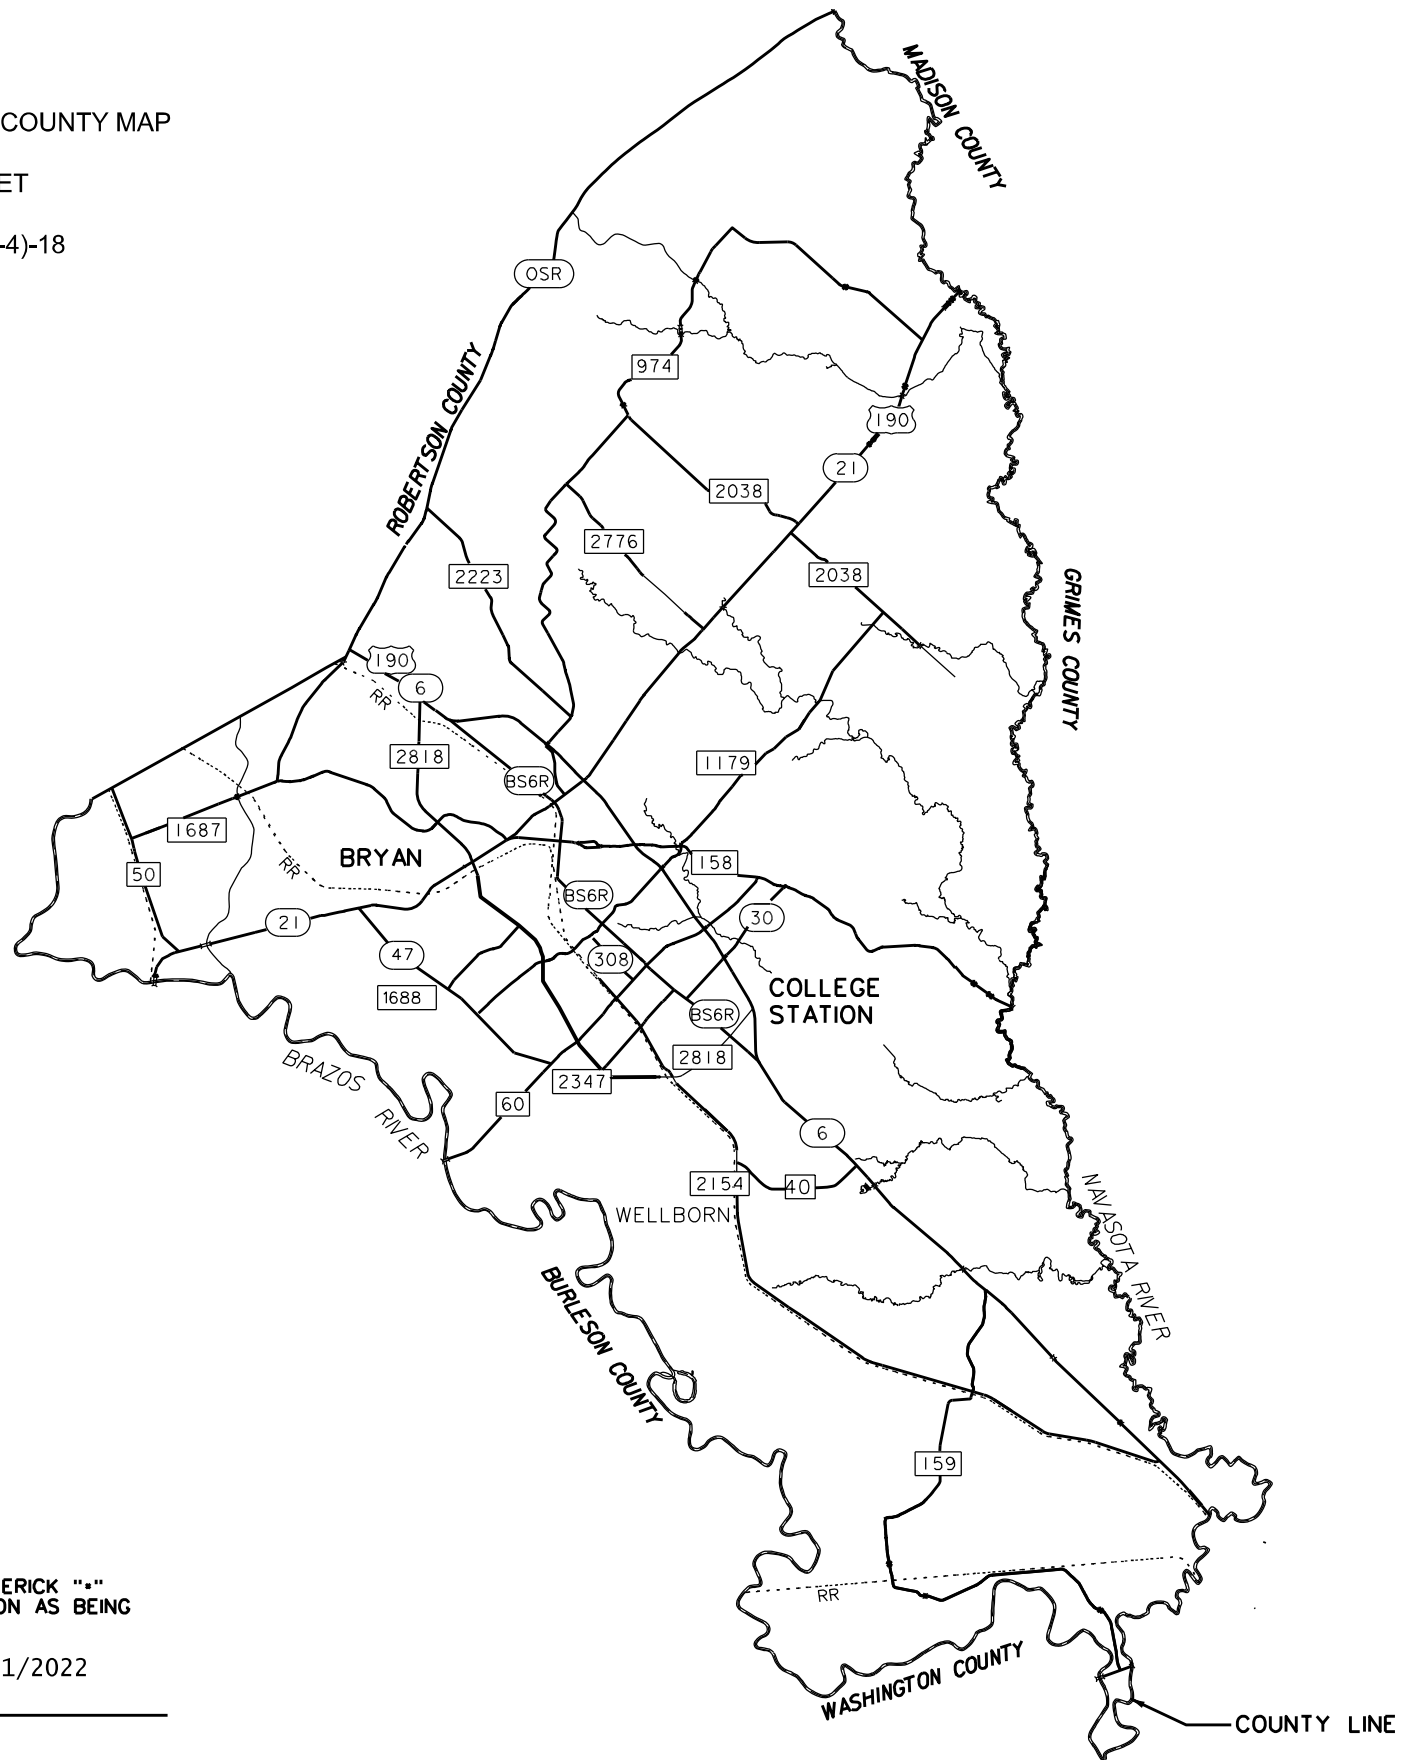 COUNTY MAP
ET
-4)-18
MADISON COUNTY
OSR
ROBERTSON COUNTY
974
190
21
2038
2776
2038
2223
GRIMES COUNTY
190
6
RR
2818
BS6R
1179
1687
BRYAN
RR
158
50
BS6R
30
21
47
308
1688
COLLEGE
STATION
BS6R
BRAZOS
RIVER
2818
2347
60
6
2154
40
WELLBORN
NAVASOTA RIVER
BURLESON COUNTY
159
ERICK "*"
ON AS BEING
RR
1/2022
WASHINGTON COUNTY
COUNTY LINE